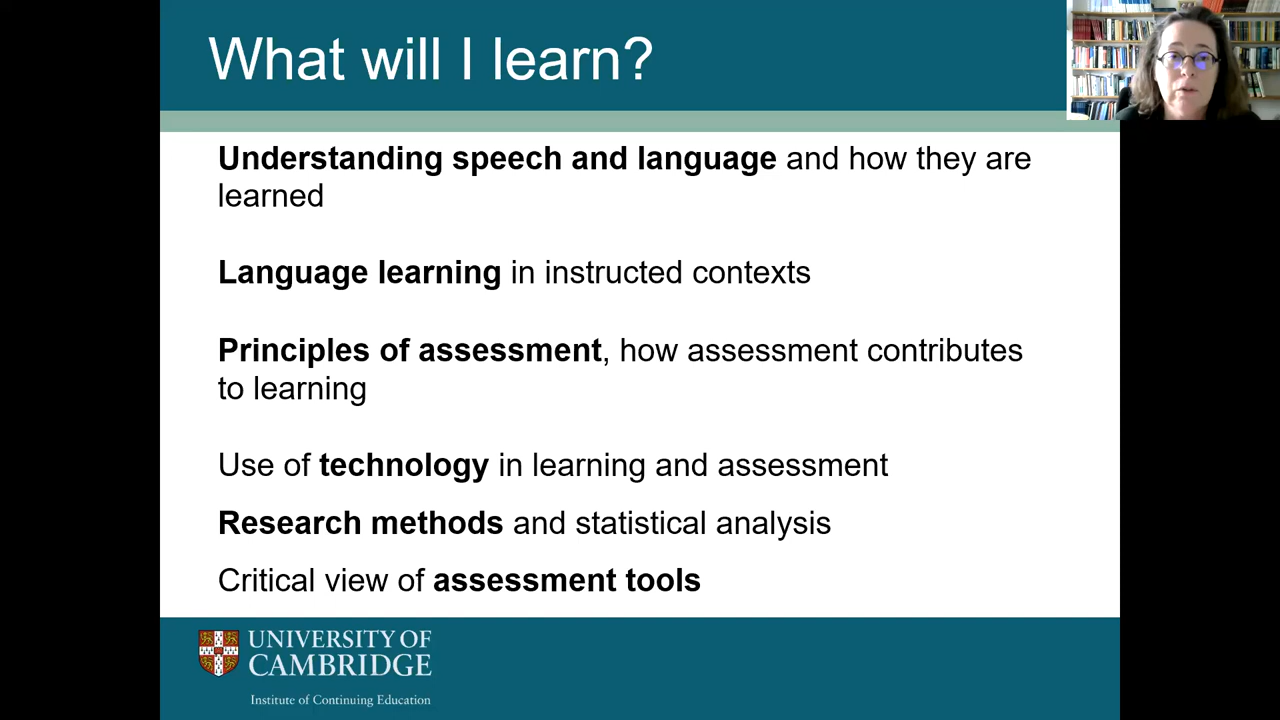 What will I learn?
Understanding speech and language and how they are
learned
Language learning in instructed contexts
Principles of assessment, how assessment contributes
to learning
Use of technology in learning and assessment
Research methods and statistical analysis
Critical view of assessment tools
UNIVERSITY OF
CAMBRIDGE
Institute of Continuing Education